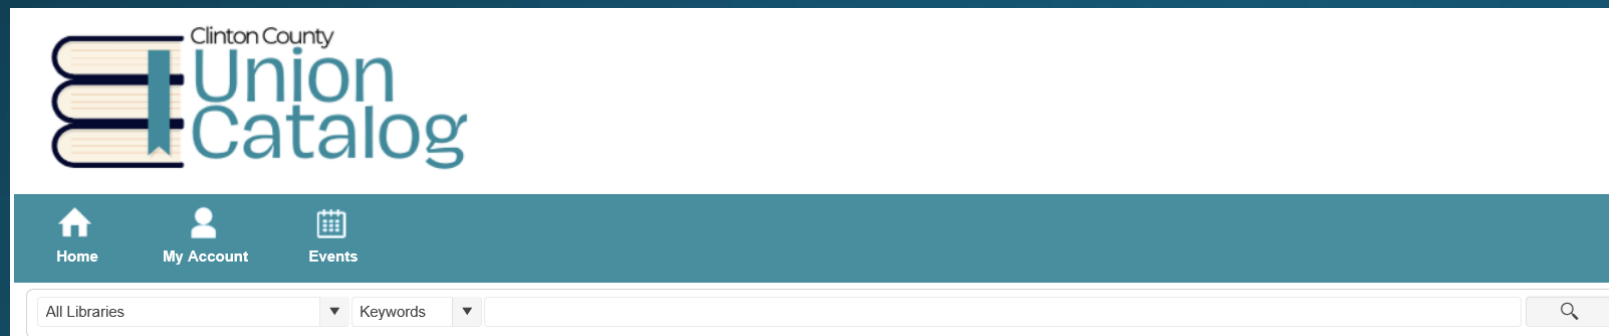 Clinton County
Union
Catalog
Home My Account Events
All Libraries Keywords